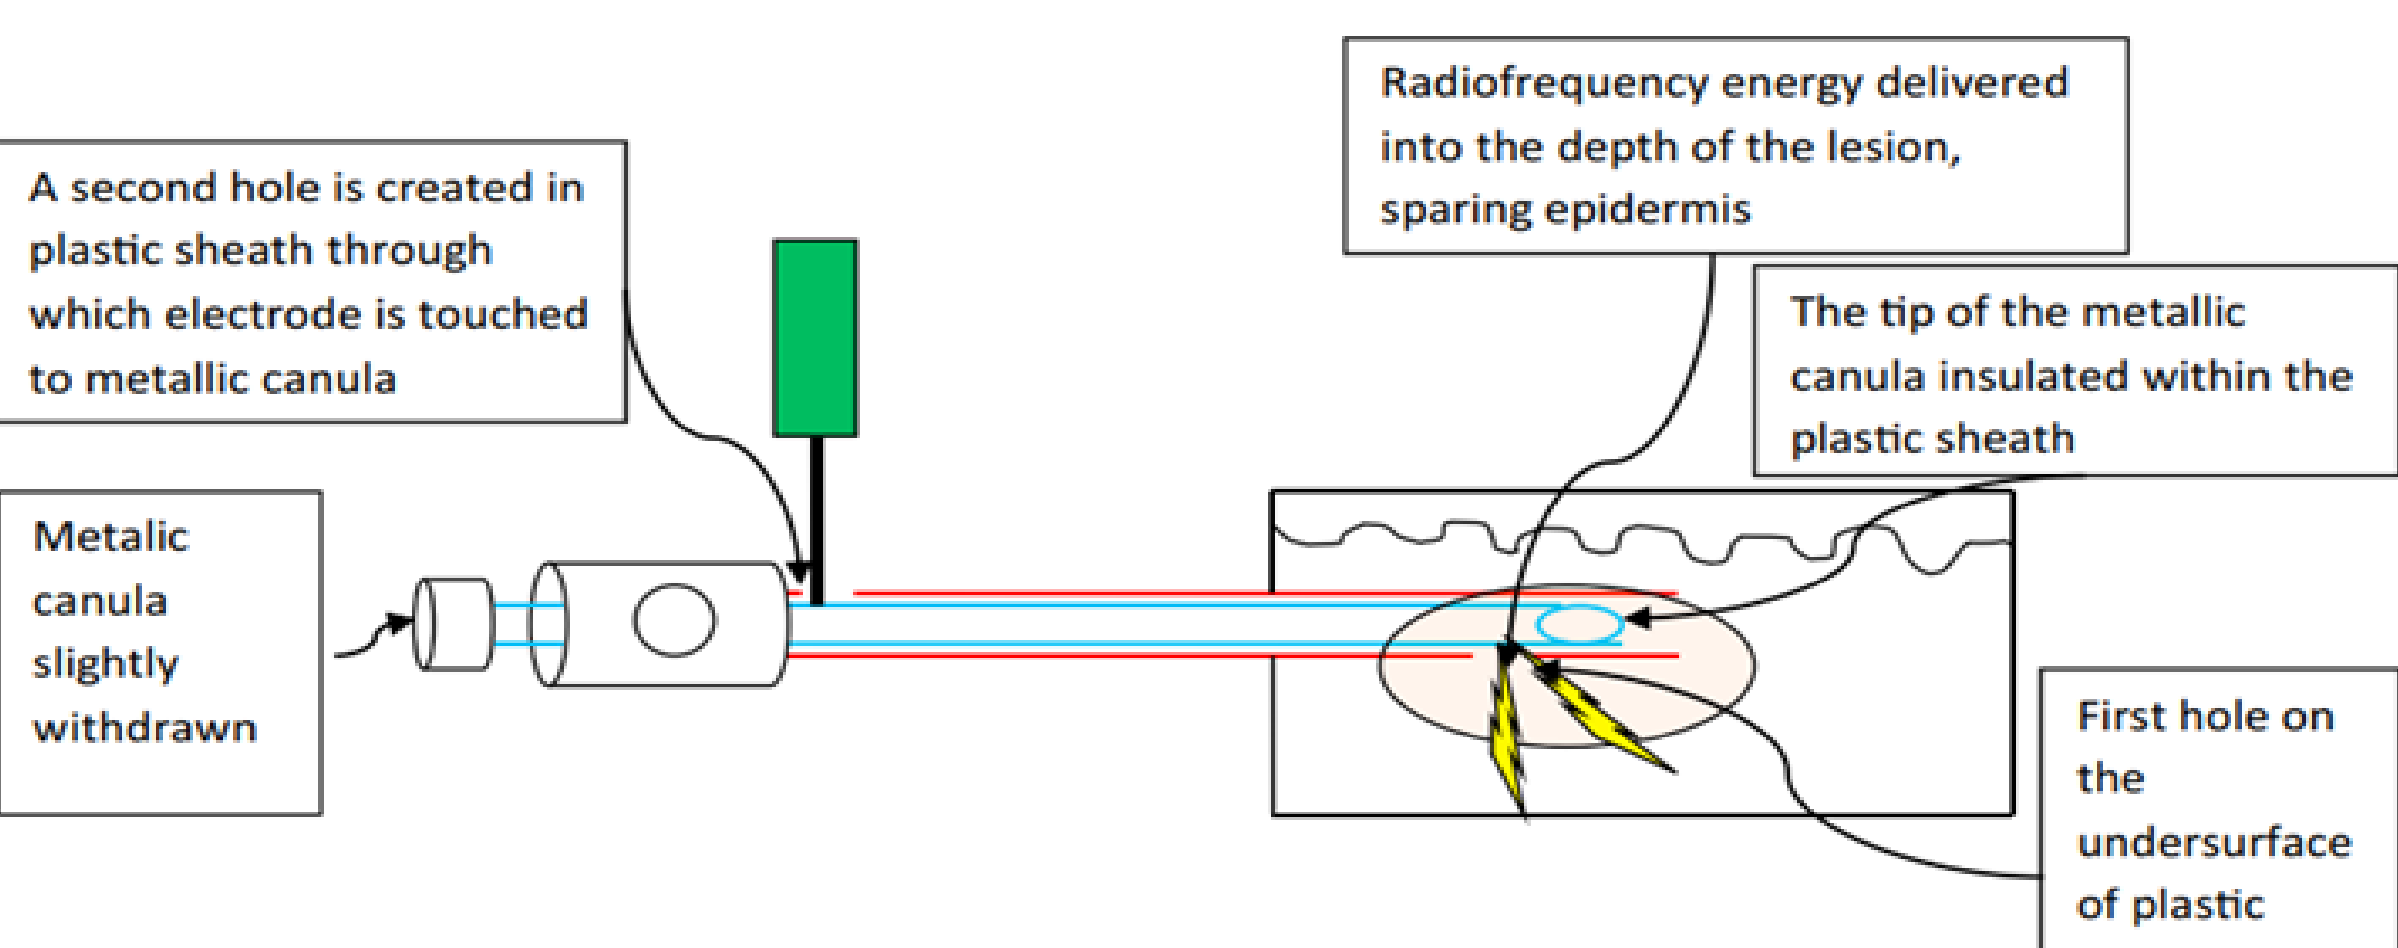 Radiofrequency energy delivered
into the depth of the lesion,
sparing epidermis
A second hole is created in
plastic sheath through
which electrode is touched
to metallic canula
The tip of the metallic
canula insulated within the
plastic sheath
Metalic
canula
slightly
withdrawn
First hole on
the
undersurface
of plastic